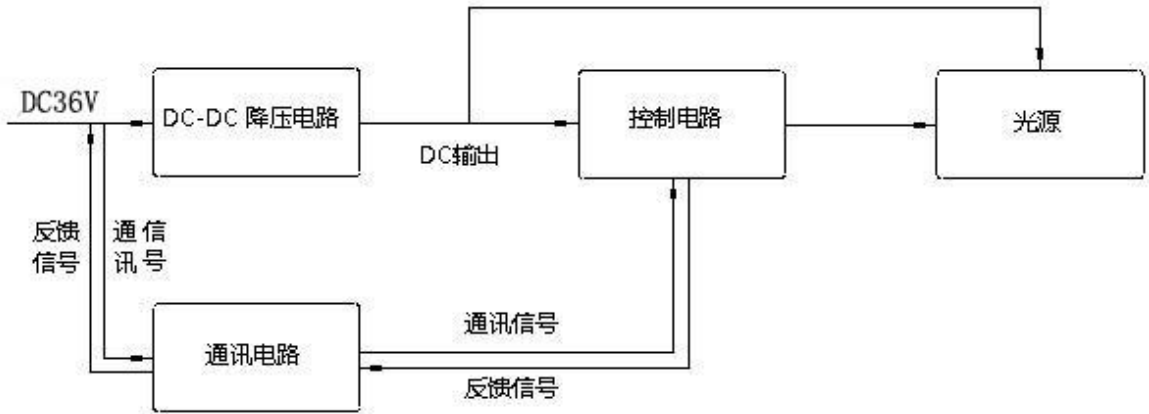 DC36V
DC-DC 降压电路
控制电路
光源
DC输出
反馈
信号
通信
讯号
通讯信号
通讯电路
反馈信号